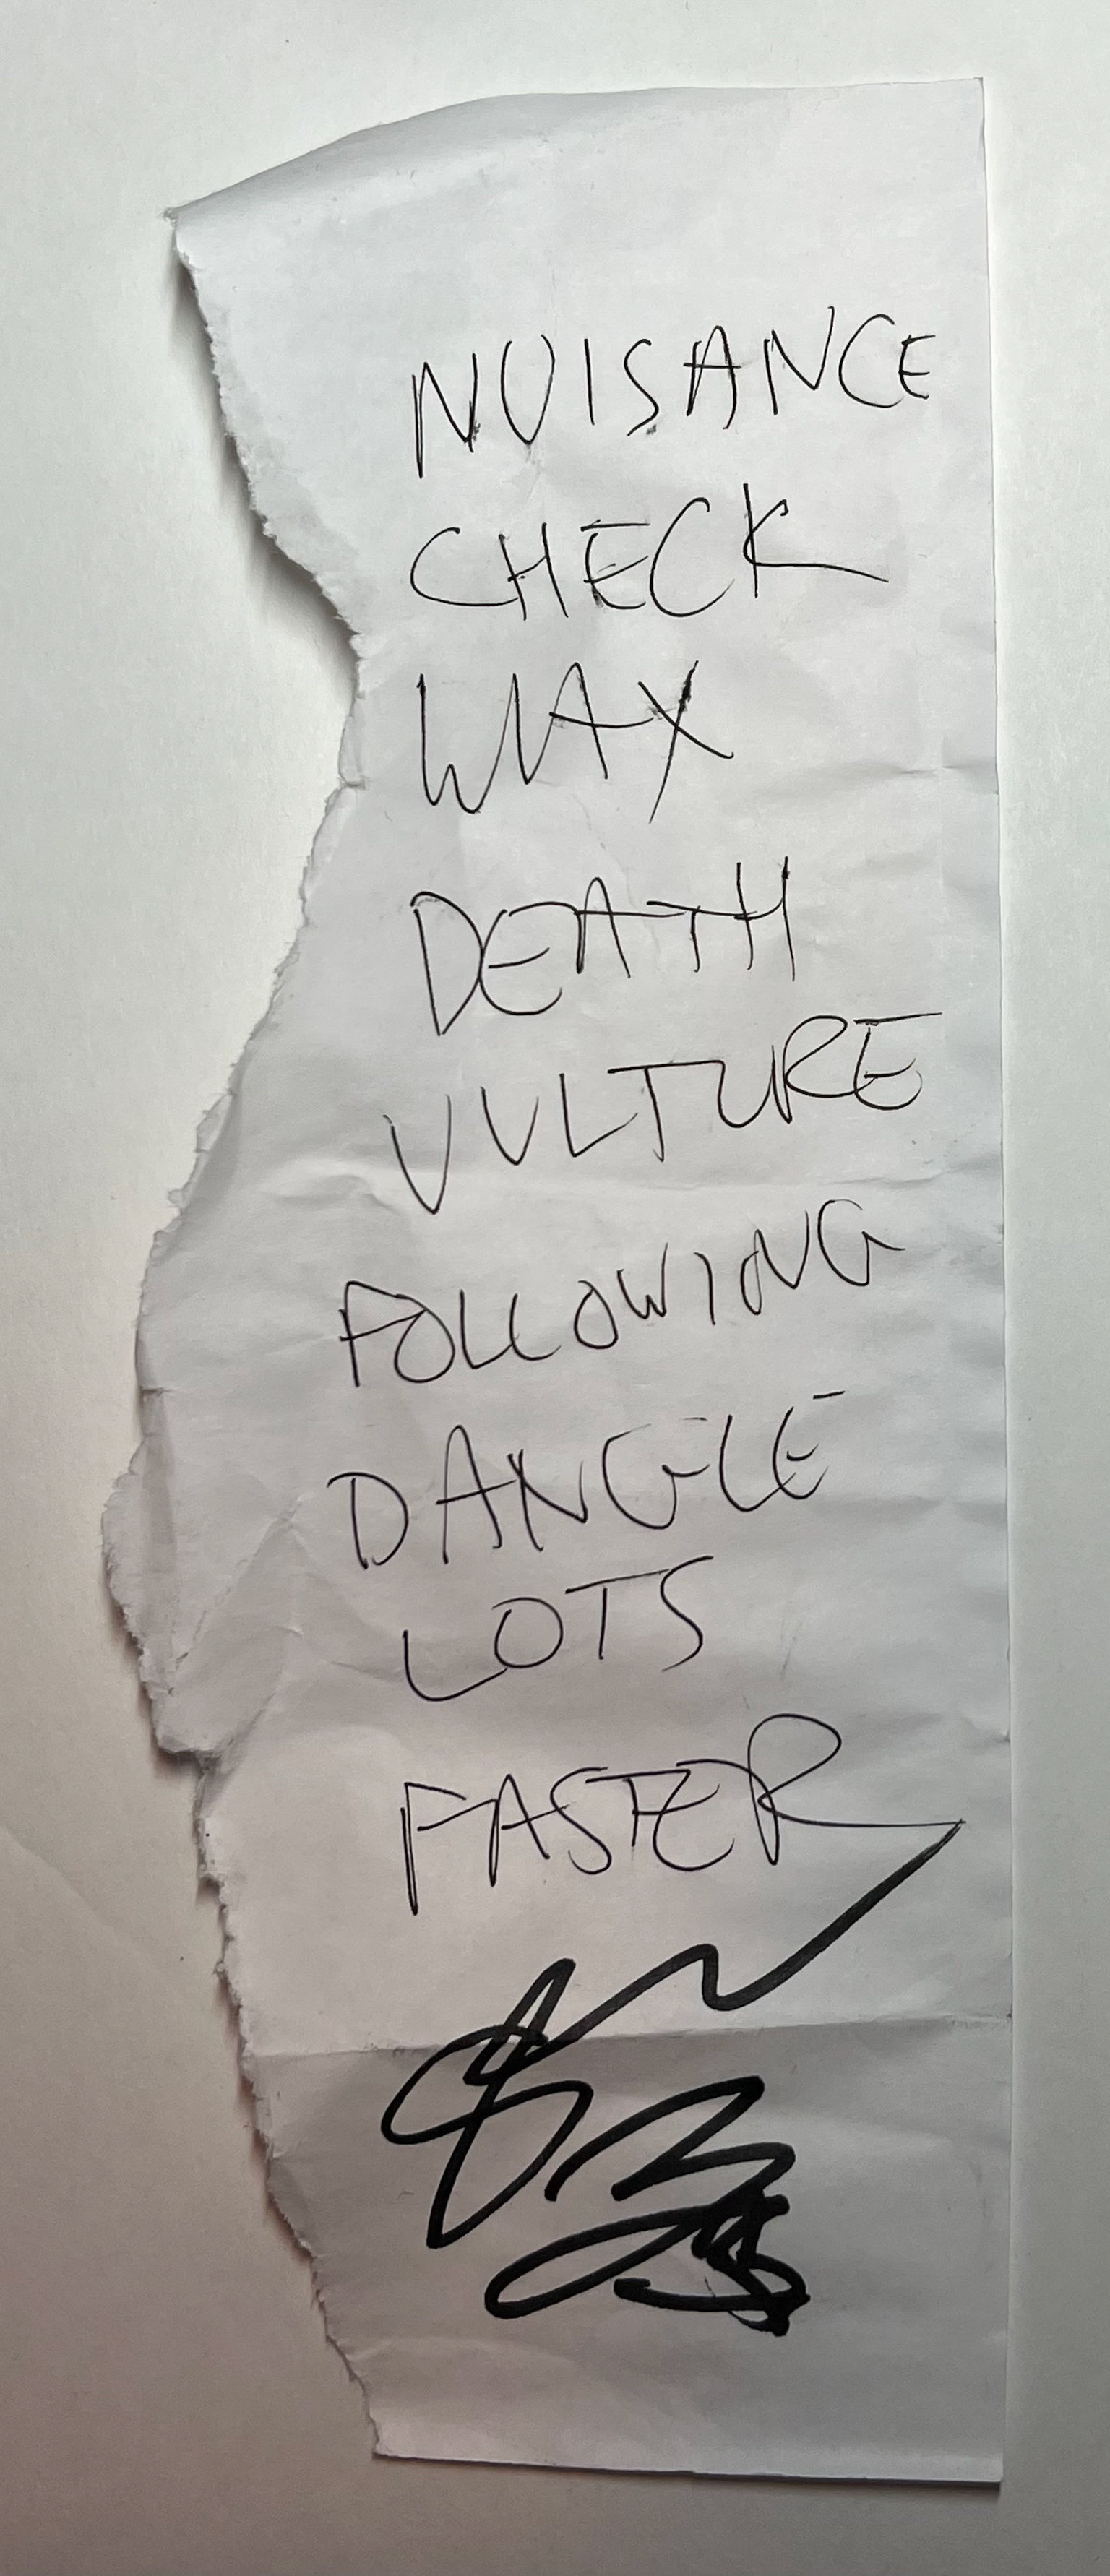 NUISANCE
CHECK
WAX
DEATH
VULTURE
FOLLOWING
DANGLE
LOTS
FASTER